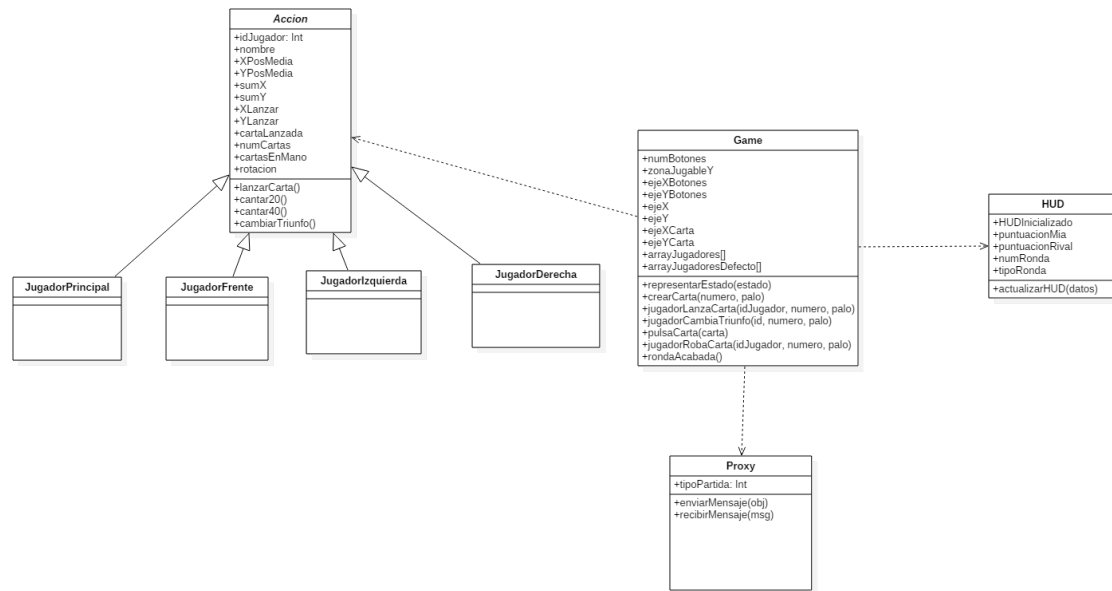 Accion
+idJugador: Int
+nombre
+XPosMedia
+YPosMedia
+sumX
+sumY
+XLanzar
+YLanzar
+cartaLanzada
+numCartas
+cartasEnMano
+rotacion
+lanzarCarta()
+cantar20()
+cantar40()
+cambiarTriunfo()
JugadorPrincipal
JugadorFrente
JugadorIzquierda
JugadorDerecha
Game
+numBotones
+zonaJugableY
+ejeXBotones
+ejeYBotones
+ejeX
+ejeY
+ejeXCarta
+ejeYCarta
+arrayJugadores[]
+arrayJugadoresDefecto[]
+representarEstado(estado)
+crearCarta(numero, palo)
+jugadorLanzaCarta(idJugador, numero, palo)
+jugadorCambiaTriunfo(id, numero, palo)
+pulsaCarta(carta)
+jugadorRobaCarta(idJugador, numero, palo)
+rondaAcabada()
HUD
+HUDInicializado
+puntuacionMia
+puntuacionRival
+numRonda
+tipoRonda
+actualizarHUD(datos)
Proxy
+tipoPartida: Int
+enviarMensaje(obj)
+recibirMensaje(msg)